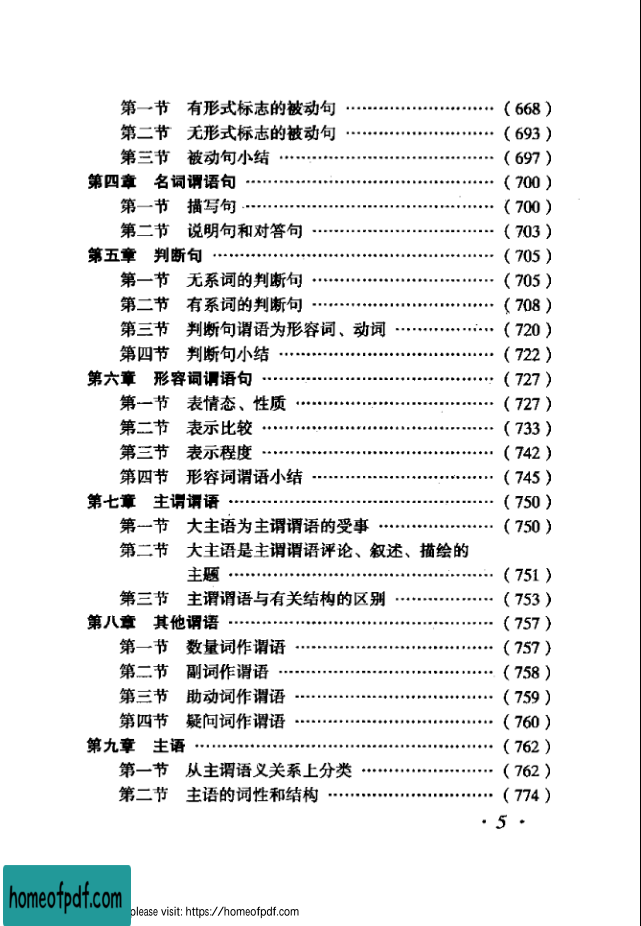 第一节 有形式标志的被动句 ………………………（668）
第二节 无形式标志的被动句 ………………………（693）
第三节 被动句小结 …………………………………（697）
第四章 名词谓语句 ……………………………………（700）
第一节 描写句 ………………………………………（700）
第二节 说明句和对答句 ……………………………（703）
第五章 判断句 …………………………………………（705）
第一节 无系词的判断句 ……………………………（705）
第二节 有系词的判断句 ……………………………（708）
第三节 判断句谓语为形容词、动词 ………………（720）
第四节 判断句小结 …………………………………（722）
第六章 形容词谓语句 …………………………………（727）
第一节 表情态、性质 ………………………………（727）
第二节 表示比较 ……………………………………（733）
第三节 表示程度 ……………………………………（742）
第四节 形容词谓语小结 ……………………………（745）
第七章 主谓谓语 ………………………………………（750）
第一节 大主语为主谓谓语的受事 …………………（750）
第二节 大主语是主谓谓语评论、叙述、描绘的
主题 …………………………………………（751）
第三节 主谓谓语与有关结构的区别 ………………（753）
第八章 其他谓语 ………………………………………（757）
第一节 数量词作谓语 ………………………………（757）
第二节 副词作谓语 …………………………………（758）
第三节 助动词作谓语 ………………………………（759）
第四节 疑问词作谓语 ………………………………（760）
第九章 主语 ……………………………………………（762）
第一节 从主谓语义关系上分类 ……………………（762）
第二节 主语的词性和结构 …………………………（774）
· 5 ·
homeofpdf.com
please visit: https://homeofpdf.com